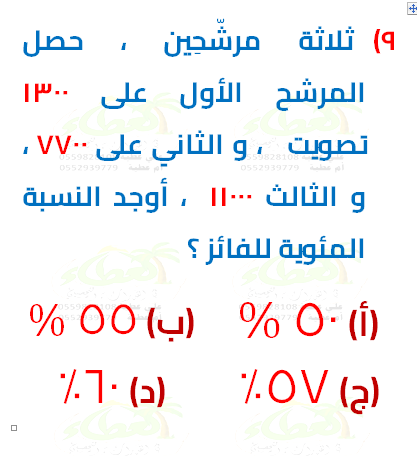 ٩) ثلاثة مرشّحِين ، حصل
المرشح الأول على ١٣٠٠
تصويت ، و الثاني على ٧٧٠٠ ،
و الثالث ١١٠٠٠ ، أوجد النسبة
المئوية للفائز ؟
(أ) ٥٠ % (ب) ٥٥ %
(ج) ٥٧٪ (د) ٦٠٪